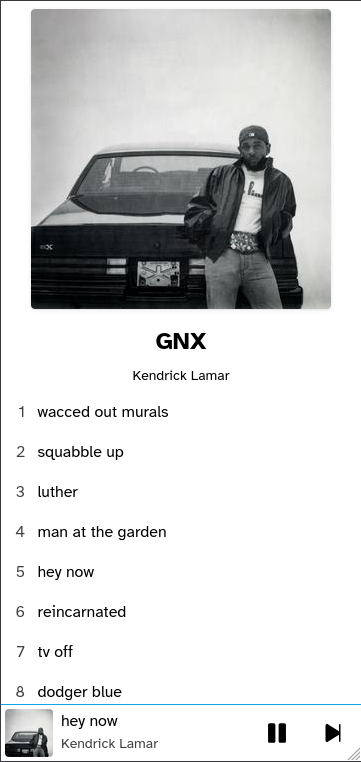 GNX
Kendrick Lamar
1 wacced out murals
2 squabble up
3 luther
4 man at the garden
5 hey now
6 reincarnated
7 tv off
8 dodger blue
hey now
Kendrick Lamar